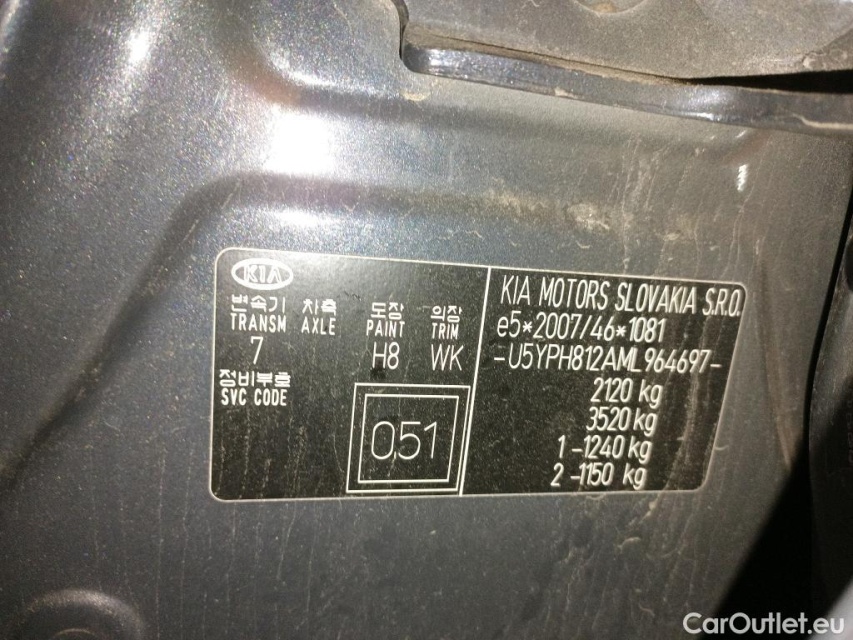 KIA
변속기 차축 도장 의장
TRANSM AXLE PAINT TRIM
7 H8 WK
정비부호
SVC CODE
0,51
KIA MOTORS SLOVAKIA S.R.O.
e5*2007/46*1081
-U5YPH812AML964697-
2120 kg
3520 kg
1 -1240 kg
2 -1150 kg
CarOutlet.eu